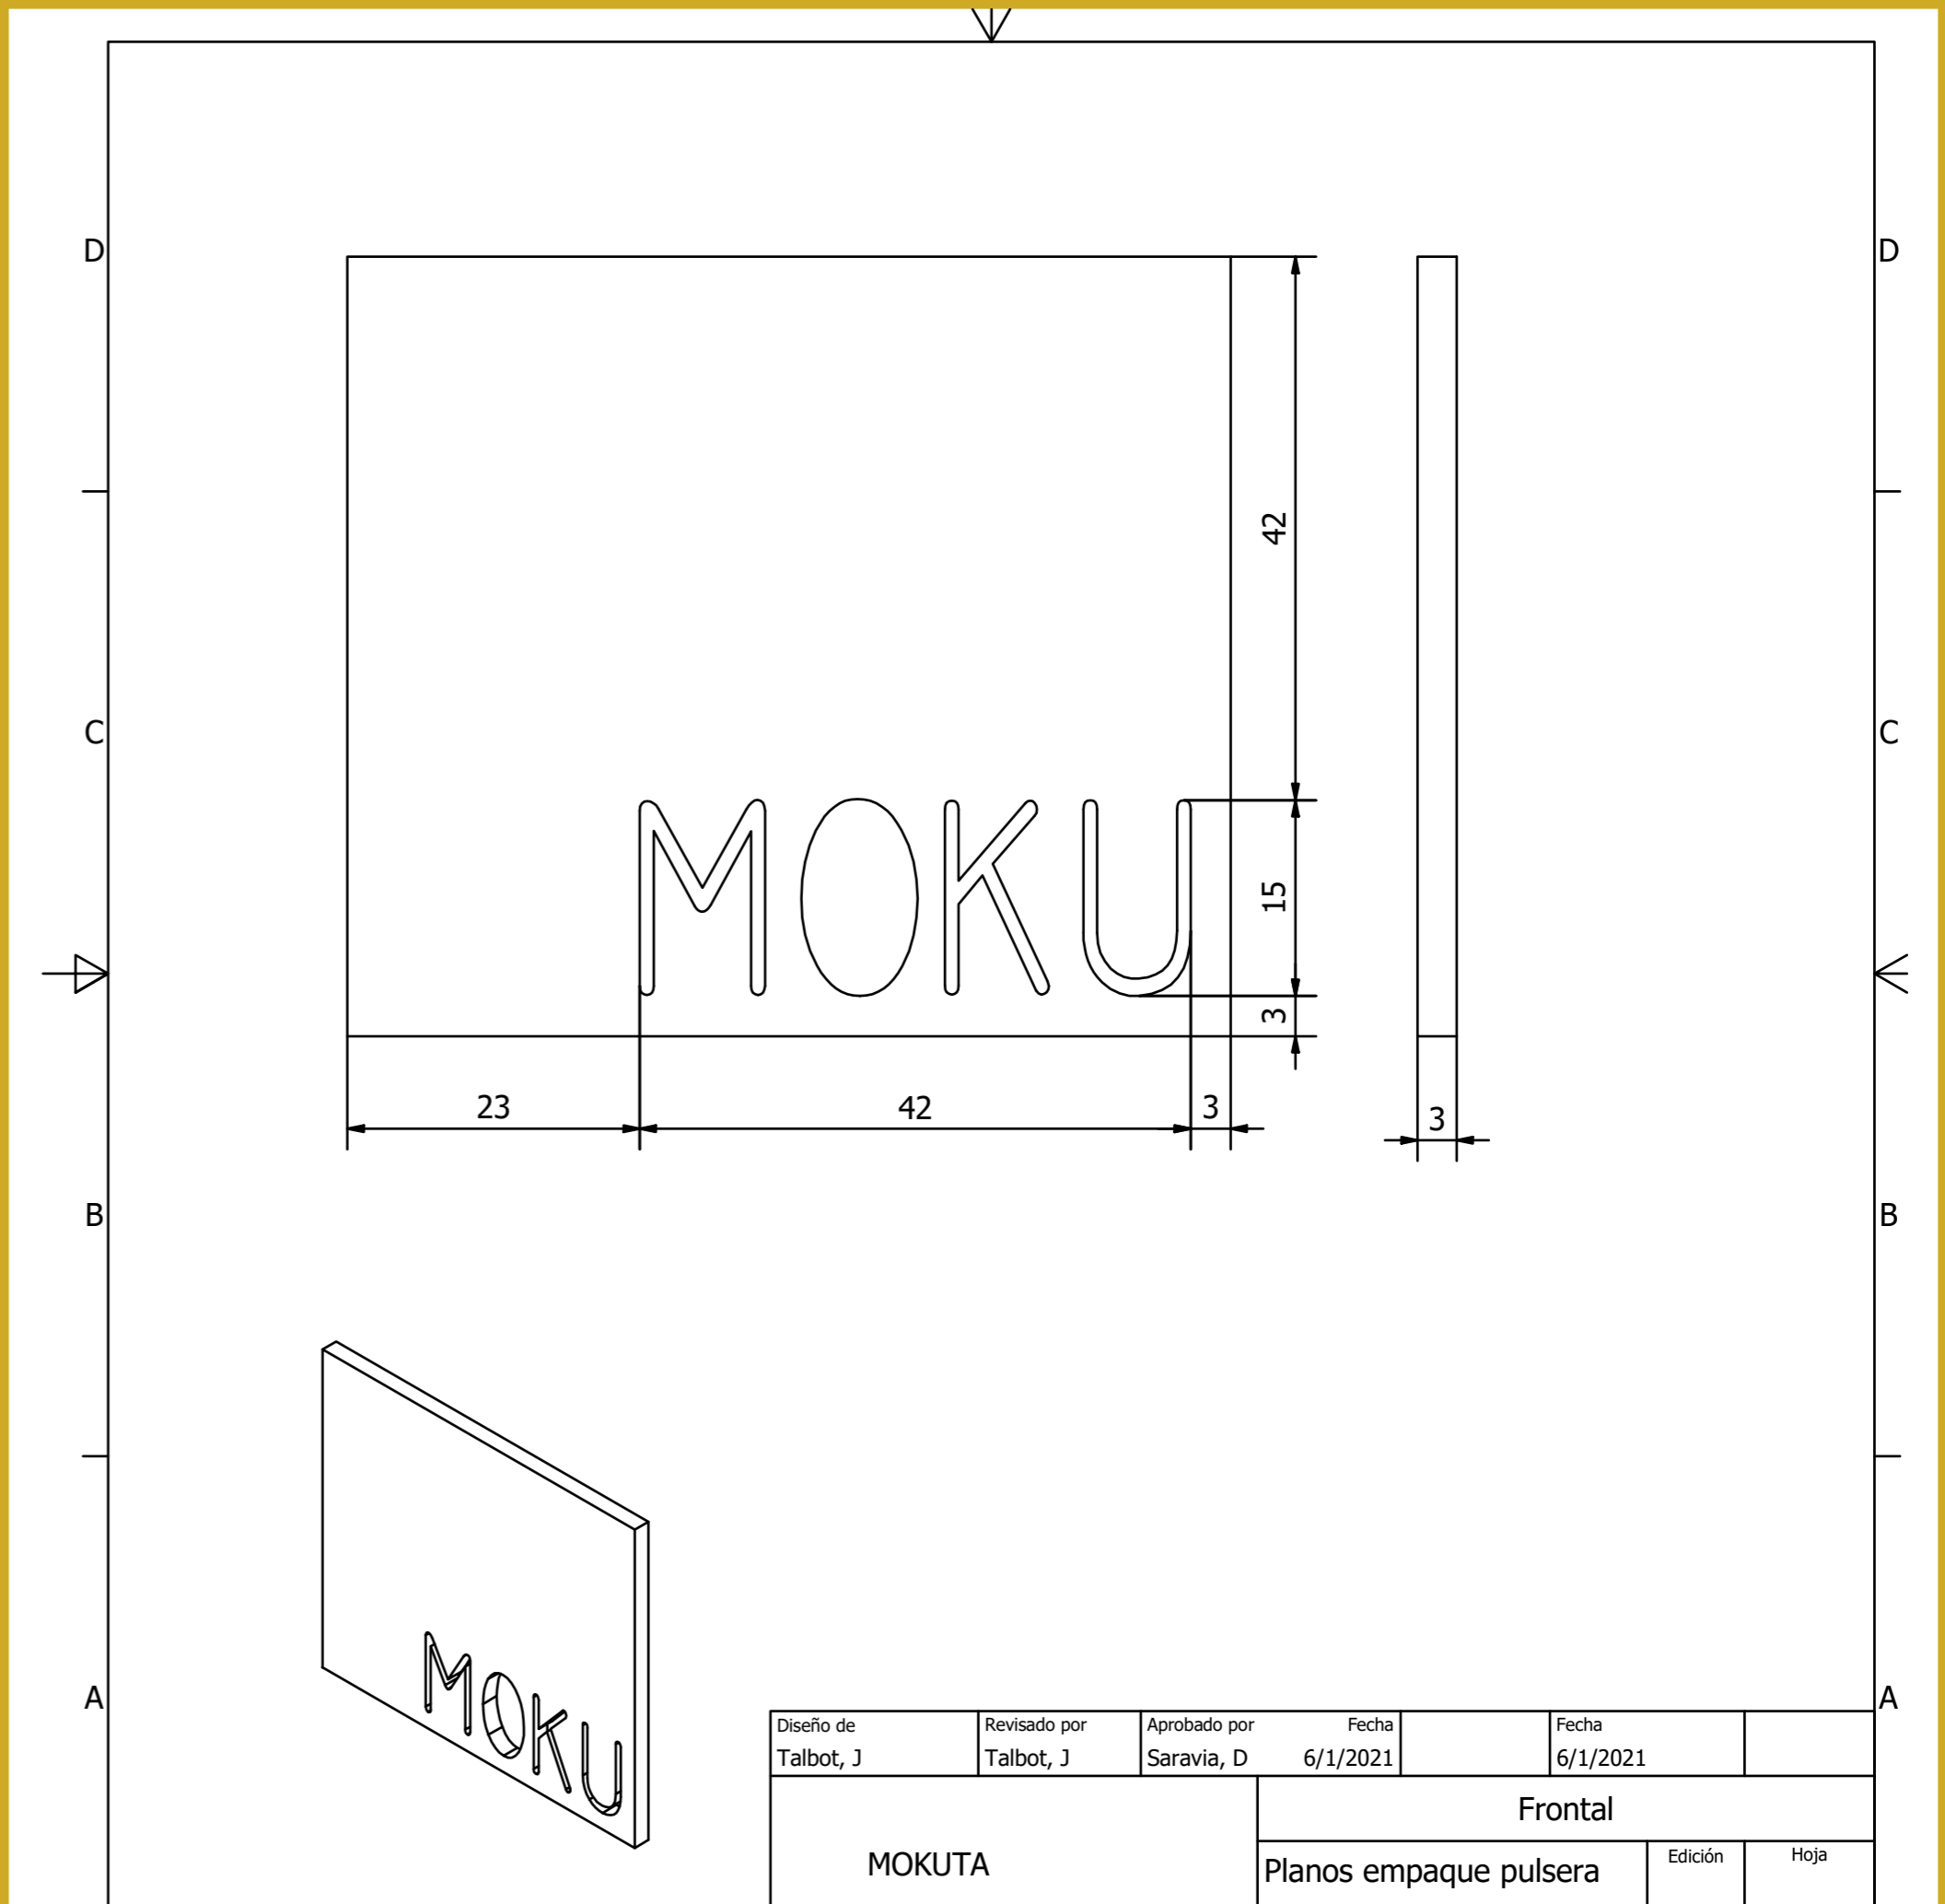 D
D
42
C
C
MOKU
15
3
23
42
3
3
B
B
MOKU
A
A
Diseño de
Revisado por
Aprobado por
Fecha
Fecha
Talbot, J
Talbot, J
Saravia, D
6/1/2021
6/1/2021
Frontal
MOKUTA
Planos empaque pulsera
Edición
Hoja